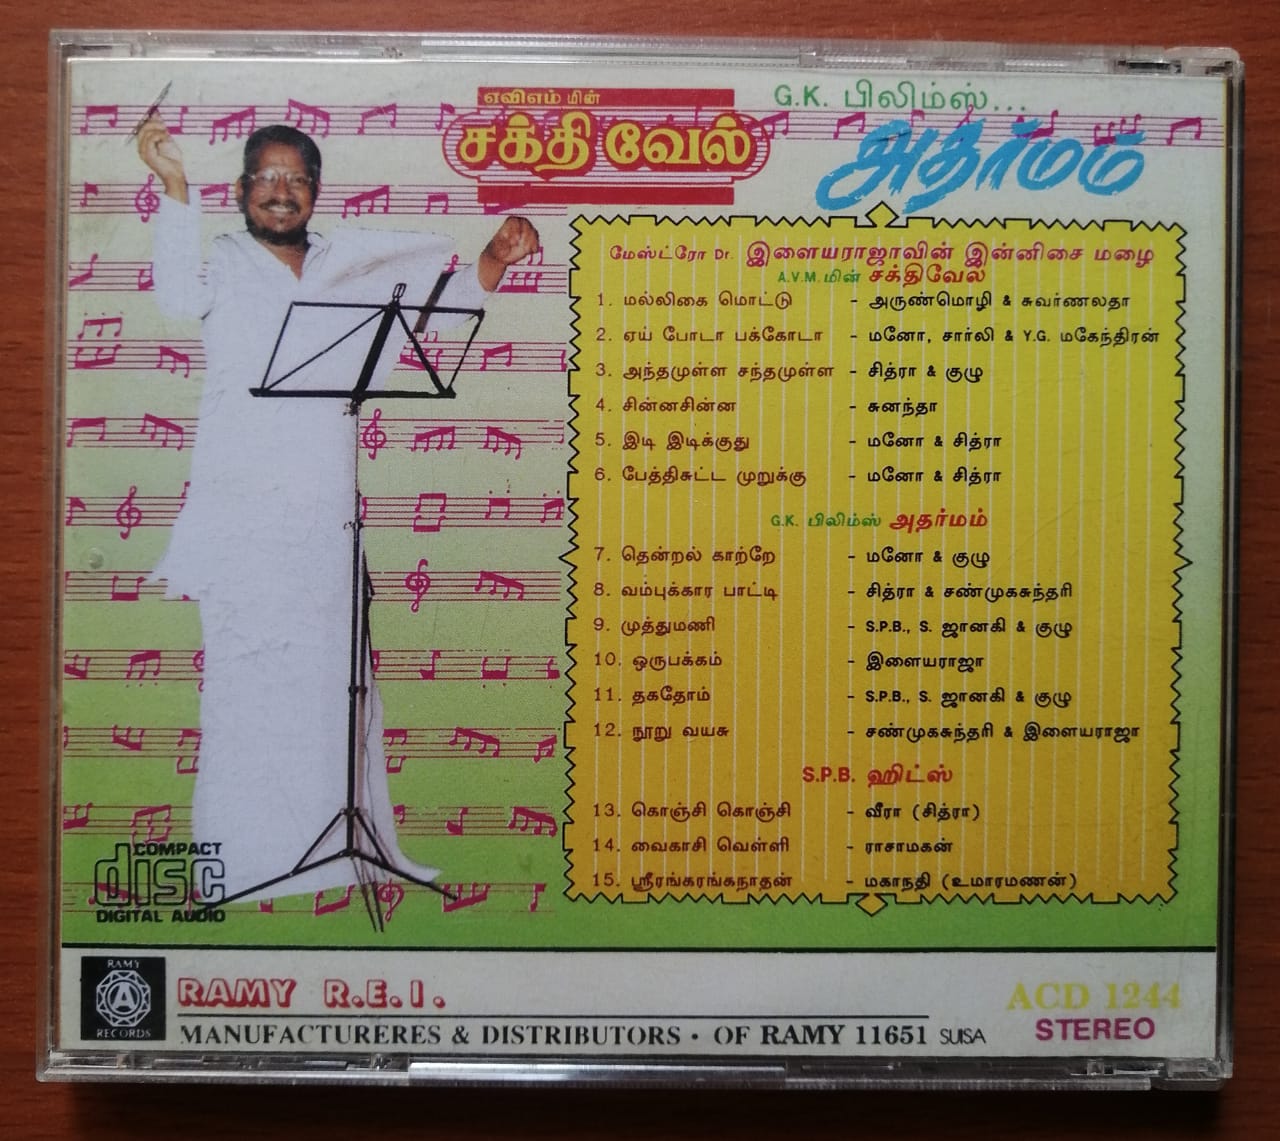 எவிஎம் மின்
சக்தி வேல்
G.K. பிலிம்ஸ்...
அதர்மம்
மேஸ்ட்ரோ Dr. இளையராஜாவின் இன்னிசை மழை
A.V.M. மின் சக்திவேல்
1. மல்லிகை மொட்டு - அருண்மொழி & சுவர்ணலதா
2. ஏய் போடா பக்கோடா - மனோ, சார்லி & Y.G. மகேந்திரன்
3. அந்தமுள்ள சந்தமுள்ள - சித்ரா & குழு
4. சின்னசின்ன - சுனந்தா
5. இடி இடிக்குது - மனோ & சித்ரா
6. பேத்திசுட்ட முறுக்கு - மனோ & சித்ரா
G.K. பிலிம்ஸ் அதர்மம்
7. தென்றல் காற்றே - மனோ & குழு
8. வம்புக்கார பாட்டி - சித்ரா & சண்முகசுந்தரி
9. முத்துமணி - S.P.B., S. ஜானகி & குழு
10. ஒருபக்கம் - இளையராஜா
11. தகதோம் - S.P.B., S. ஜானகி & குழு
12. நூறு வயசு - சண்முகசுந்தரி & இளையராஜா
S.P.B. ஹிட்ஸ்
13. கொஞ்சி கொஞ்சி - வீரா (சித்ரா)
14. வைகாசி வெள்ளி - ராசாமகன்
15. ஸ்ரீரங்கரங்கநாதன் - மகாநதி (உமாரமணன்)
COMPACT
disc
DIGITAL AUDIO
RAMY
A
RECORDS
RAMY R.E.I.
MANUFACTURERES & DISTRIBUTORS · OF RAMY 11651 SUISA
ACD 1244
STEREO